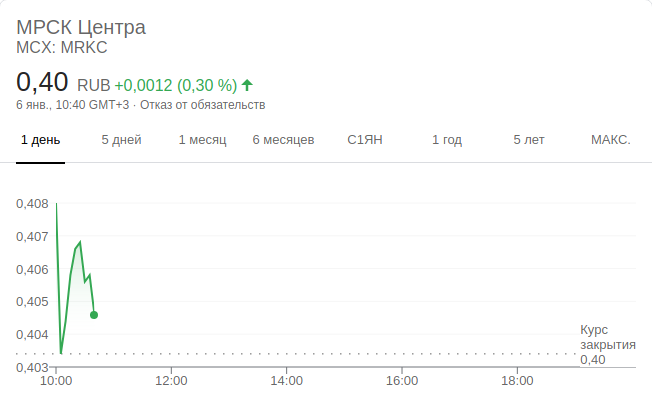 МРСК Центра
MCX: MRKC
0,40 RUB +0,0012 (0,30 %)
6 янв., 10:40 GMT+3 · Отказ от обязательств
1 день 5 дней 1 месяц 6 месяцев С1ЯН 1 год 5 лет МАКС.
0,408
0,407
0,406
0,405
0,404
0,403
Курс
закрытия
0,40
10:00 12:00 14:00 16:00 18:00